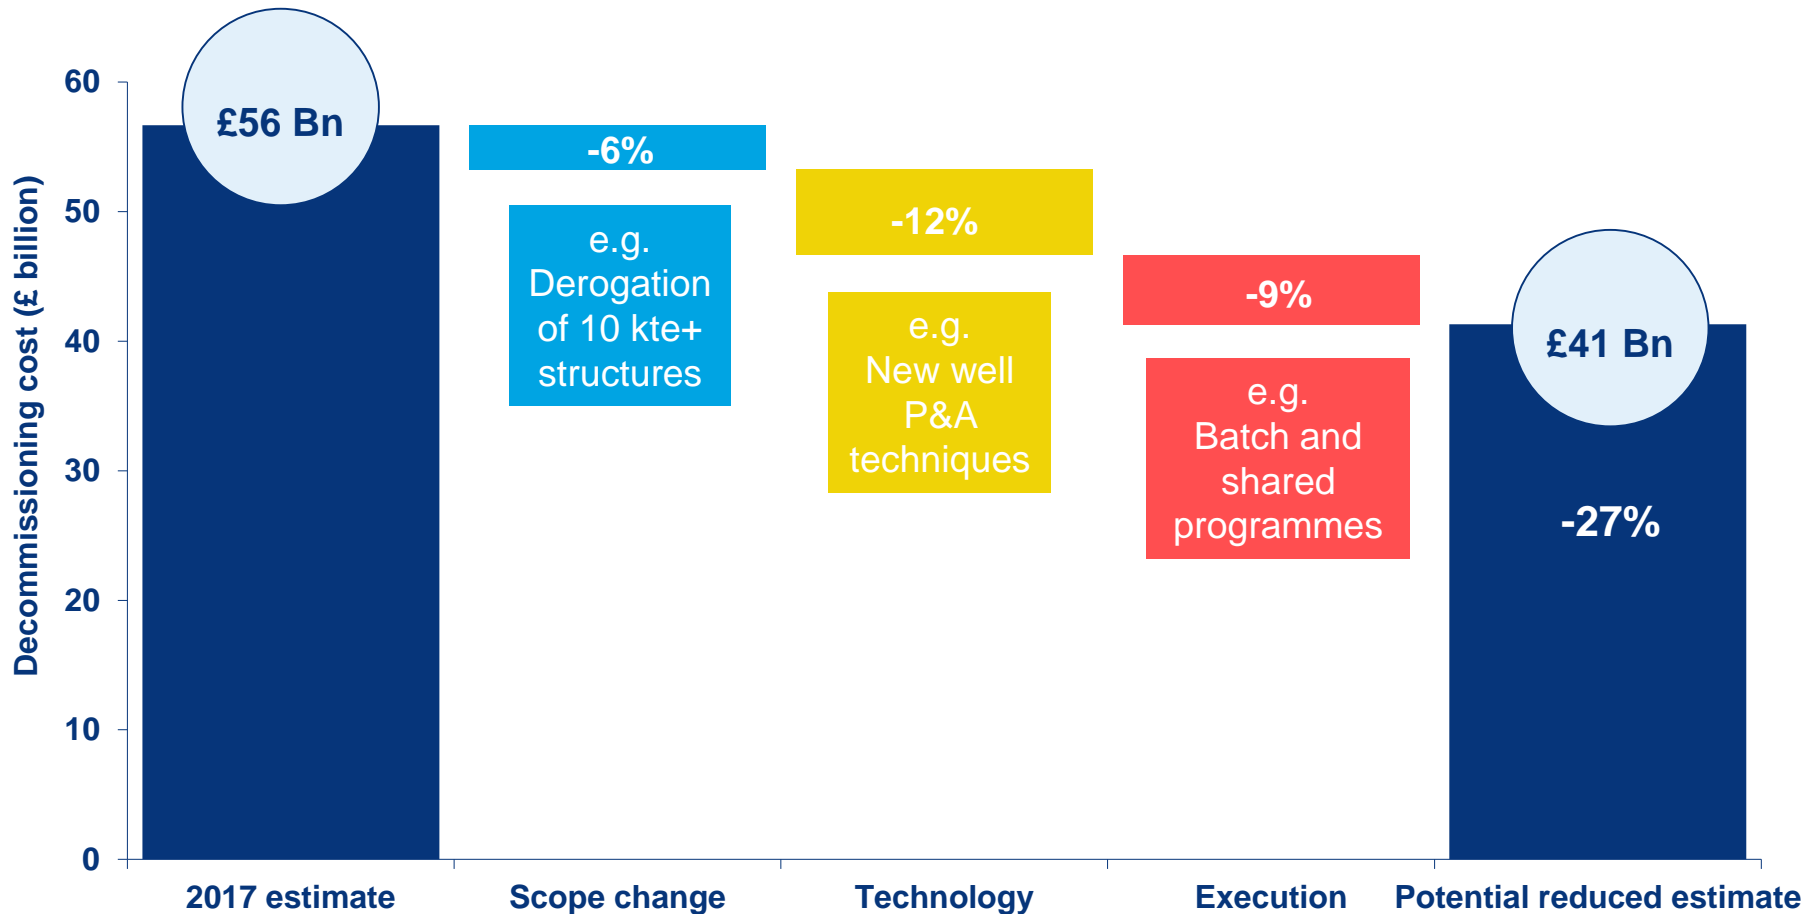 Decommissioning cost (£ billion)
60
50
40
30
20
10
0
£56 Bn
-6%
e.g.
Derogation
of 10 kte+
structures
-12%
e.g.
New well
P&A
techniques
-9%
e.g.
Batch and
shared
programmes
£41 Bn
-27%
2017 estimate
Scope change
Technology
Execution
Potential reduced estimate